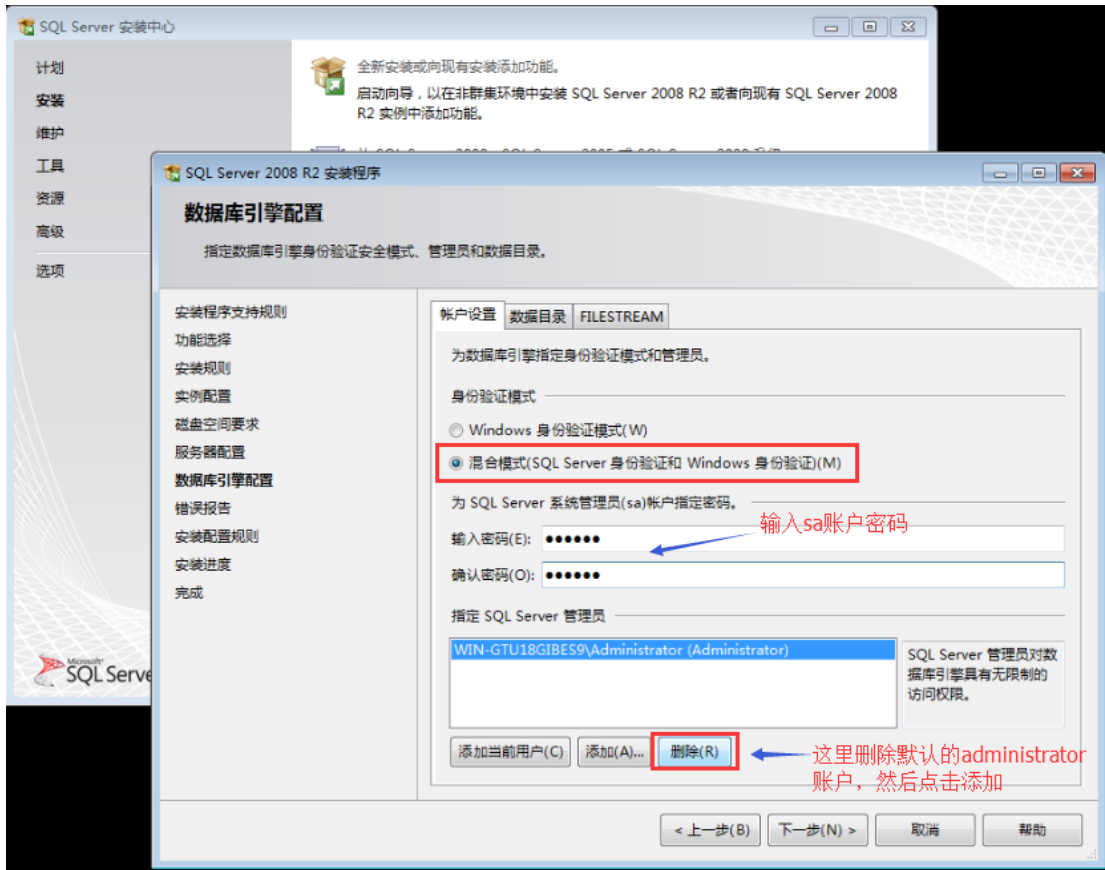 SQL Server 安装中心
计划
安装
维护
工具
资源
高级
选项
全新安装或向现有安装添加功能。
启动向导，以在非群集环境中安装 SQL Server 2008 R2 或者向现有 SQL Server 2008
R2 实例中添加功能。
Microsoft
SQL Serve
SQL Server 2008 R2 安装程序
数据库引擎配置
指定数据库引擎身份验证安全模式、管理员和数据目录。
安装程序支持规则
功能选择
安装规则
实例配置
磁盘空间要求
服务器配置
数据库引擎配置
错误报告
安装配置规则
安装进度
完成
帐户设置 数据目录 FILESTREAM
为数据库引擎指定身份验证模式和管理员。
身份验证模式
Windows 身份验证模式(W)
混合模式(SQL Server 身份验证和 Windows 身份验证)(M)
为 SQL Server 系统管理员(sa)帐户指定密码。
输入sa账户密码
输入密码(E): ●●●●●●
确认密码(O): ●●●●●●
指定 SQL Server 管理员
WIN-GTU18GIBES9\Administrator (Administrator)
SQL Server 管理员对数
据库引擎具有无限制的
访问权限。
添加当前用户(C) 添加(A)... 删除(R)
这里删除默认的administrator
账户，然后点击添加
< 上一步(B) 下一步(N) > 取消 帮助